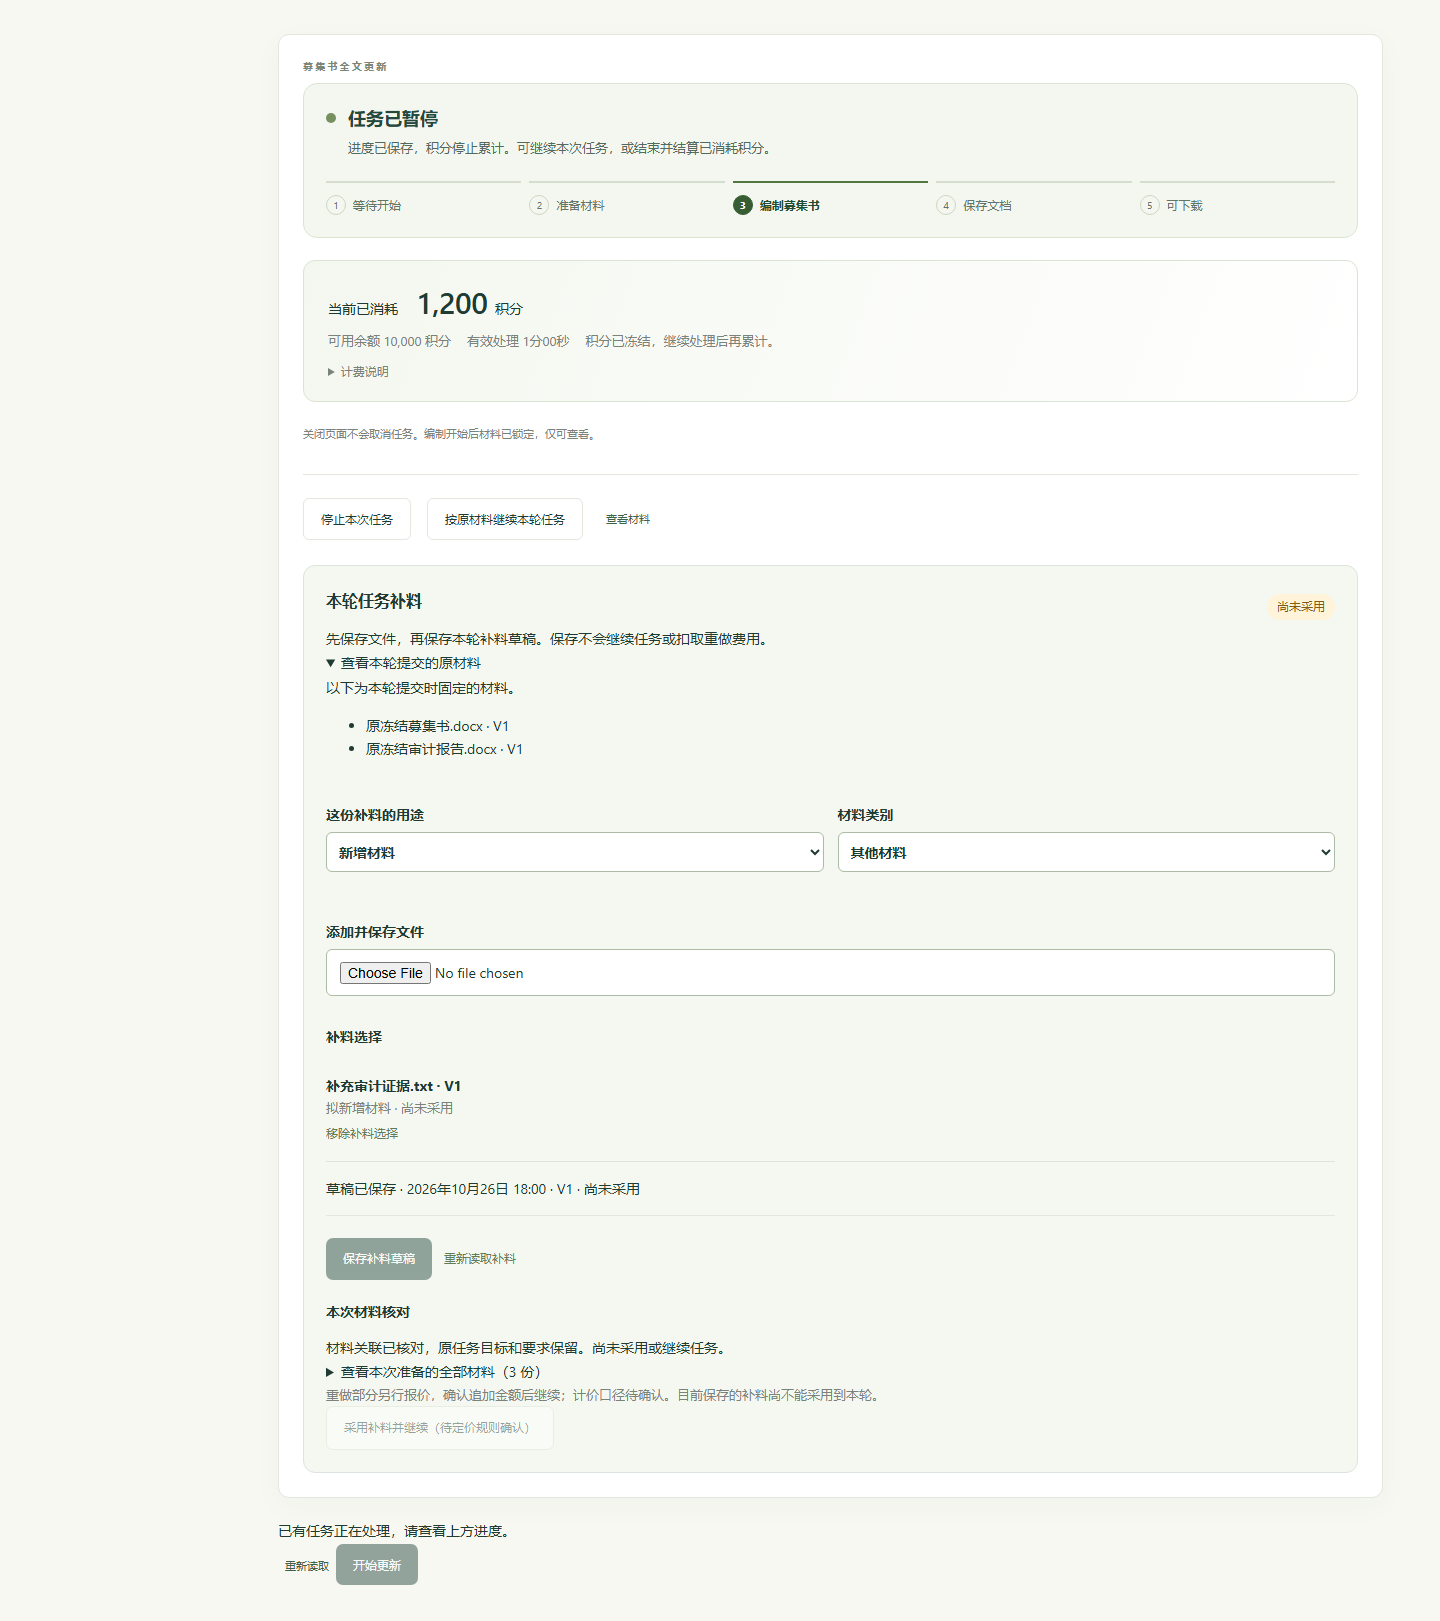 募集书全文更新
任务已暂停
进度已保存，积分停止累计。可继续本次任务，或结束并结算已消耗积分。
1 等待开始
2 准备材料
3 编制募集书
4 保存文档
5 可下载
当前已消耗 1,200 积分
可用余额 10,000 积分 有效处理 1分00秒 积分已冻结，继续处理后再累计。
计费说明
关闭页面不会取消任务。编制开始后材料已锁定，仅可查看。
停止本次任务 按原材料继续本轮任务 查看材料
本轮任务补料
尚未采用
先保存文件，再保存本轮补料草稿。保存不会继续任务或扣取重做费用。
查看本轮提交的原材料
以下为本轮提交时固定的材料。
原冻结募集书.docx · V1
原冻结审计报告.docx · V1
这份补料的用途
新增材料
材料类别
其他材料
添加并保存文件
Choose File No file chosen
补料选择
补充审计证据.txt · V1
拟新增材料 · 尚未采用
移除补料选择
草稿已保存 · 2026年10月26日 18:00 · V1 · 尚未采用
保存补料草稿 重新读取补料
本次材料核对
材料关联已核对，原任务目标和要求保留。尚未采用或继续任务。
查看本次准备的全部材料（3 份）
重做部分另行报价，确认追加金额后继续；计价口径待确认。目前保存的补料尚不能采用到本轮。
采用补料并继续（待定价规则确认）
已有任务正在处理，请查看上方进度。
重新读取 开始更新